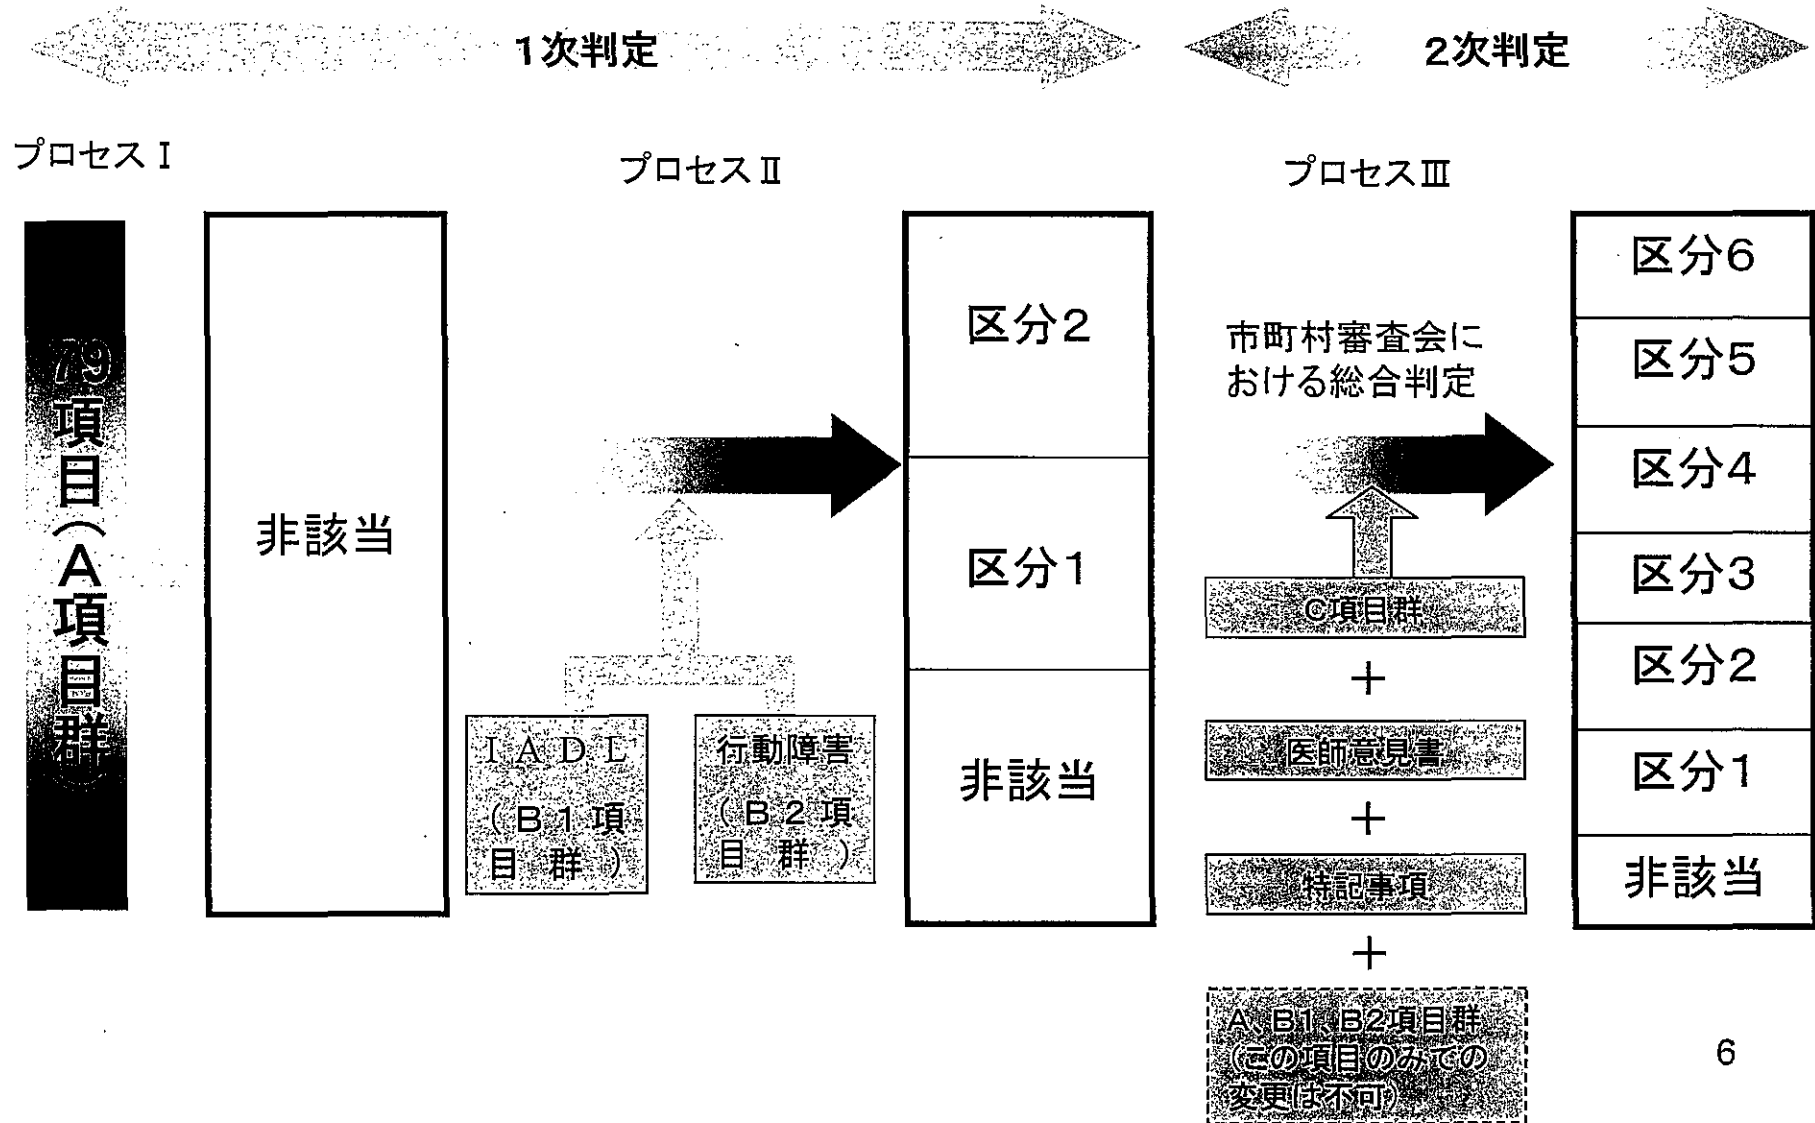 1次判定
2次判定
プロセスⅠ
プロセスⅡ
プロセスⅢ
79項目(A項目群)
非該当
IADL
(B1項
目群)
行動障害
(B2項
目群)
区分2
区分1
非該当
市町村審査会に
おける総合判定
C項目群
+
医師意見書
+
特記事項
+
A、B1、B2項目群
(この項目のみでの
変更は不可)
区分6
区分5
区分4
区分3
区分2
区分1
非該当
6